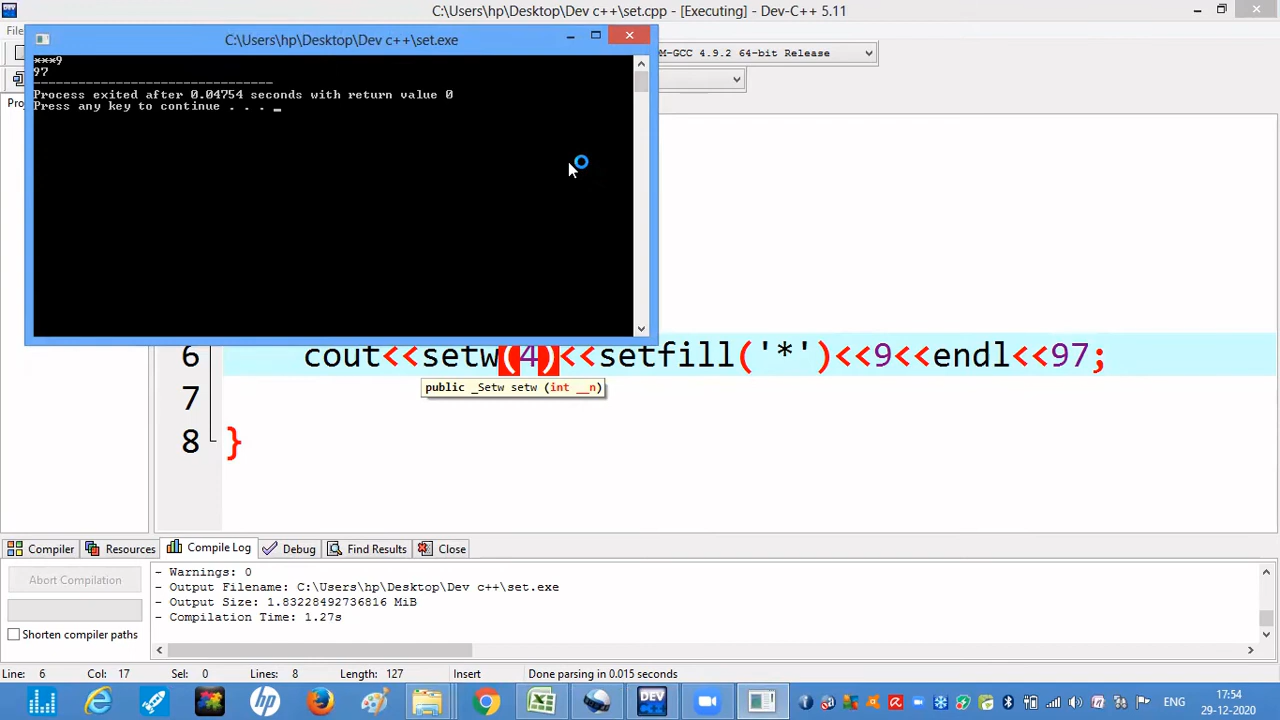 C:\Users\hp\Desktop\Dev c++\set.cpp - [Executing] - Dev-C++ 5.11
C:\Users\hp\Desktop\Dev c++\set.exe
M-GCC 4.9.2 64-bit Release
***9
97
--------------------------------
Process exited after 0.04754 seconds with return value 0
Press any key to continue . . . _
6 cout<<setw(4)<<setfill('*')<<9<<endl<<97;
public _Setw setw (int __n)
7
8 }
Compiler Resources Compile Log Debug Find Results Close
Abort Compilation
Shorten compiler paths
- Warnings: 0
- Output Filename: C:\Users\hp\Desktop\Dev c++\set.exe
- Output Size: 1.83228492736816 MiB
- Compilation Time: 1.27s
Line: 6 Col: 17 Sel: 0 Lines: 8 Length: 127 Insert Done parsing in 0.015 seconds
DEV
ENG
17:54
29-12-2020